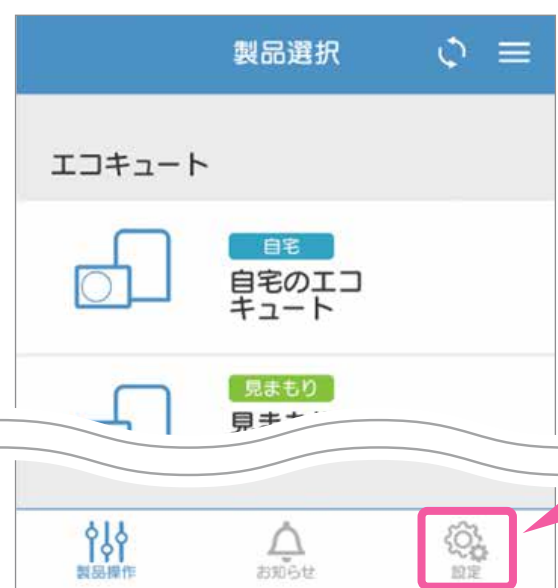 製品選択
エコキュート
自宅
自宅のエコ
キュート
見まもり
製品操作
お知らせ
設定